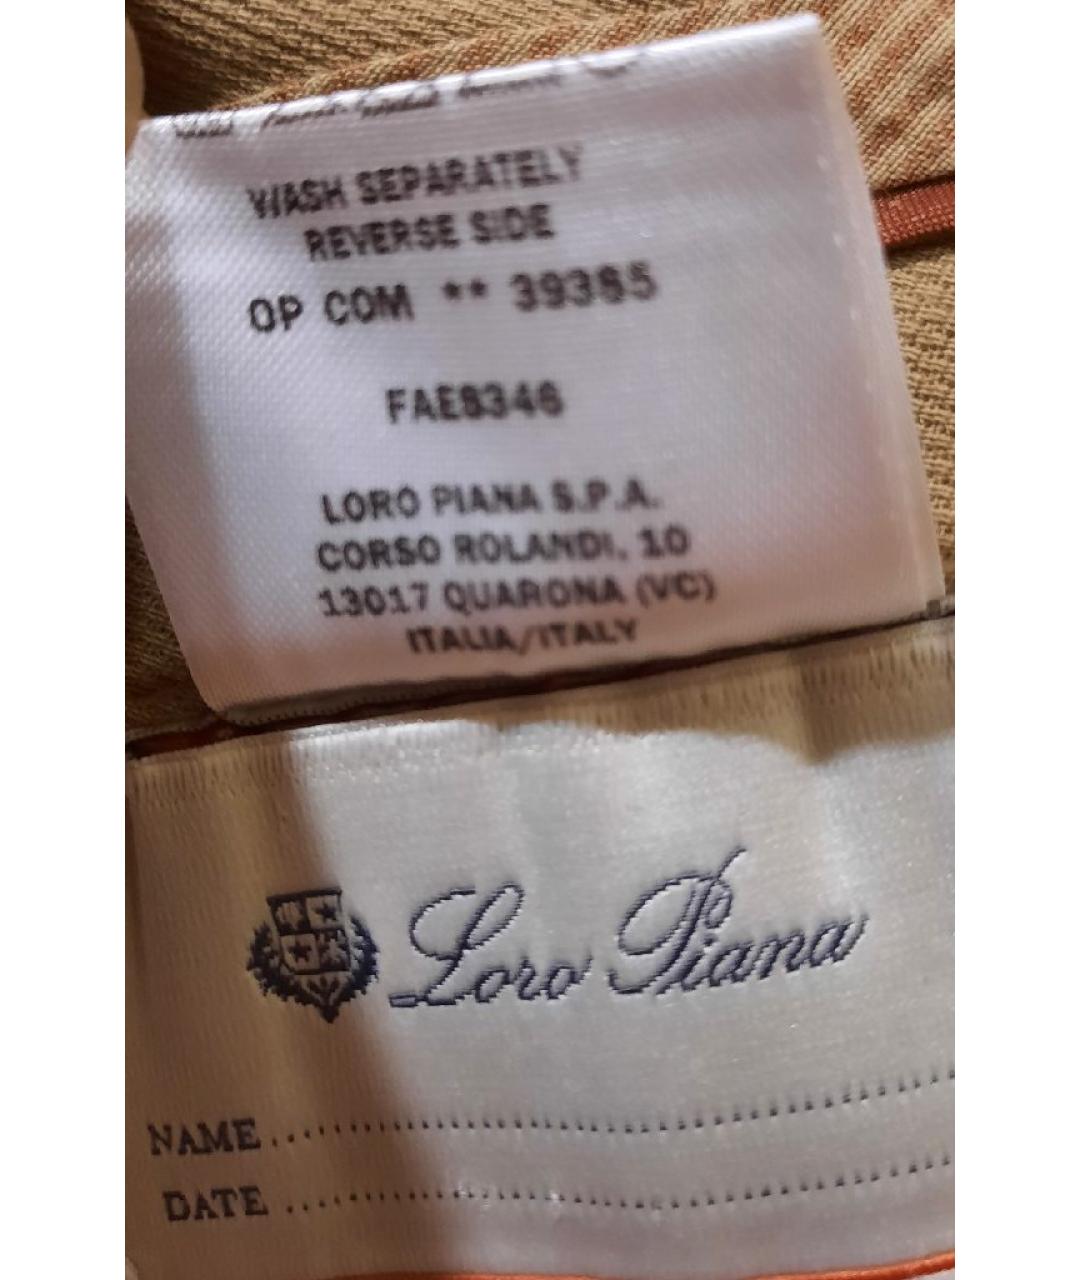 WASH SEPARATELY
REVERSE SIDE
OP COM ** 39385
FAE8346
LORO PIANA S.P.A.
CORSO ROLANDI, 10
13017 QUARONA (VC)
ITALIA/ITALY
Loro Piana
NAME
DATE